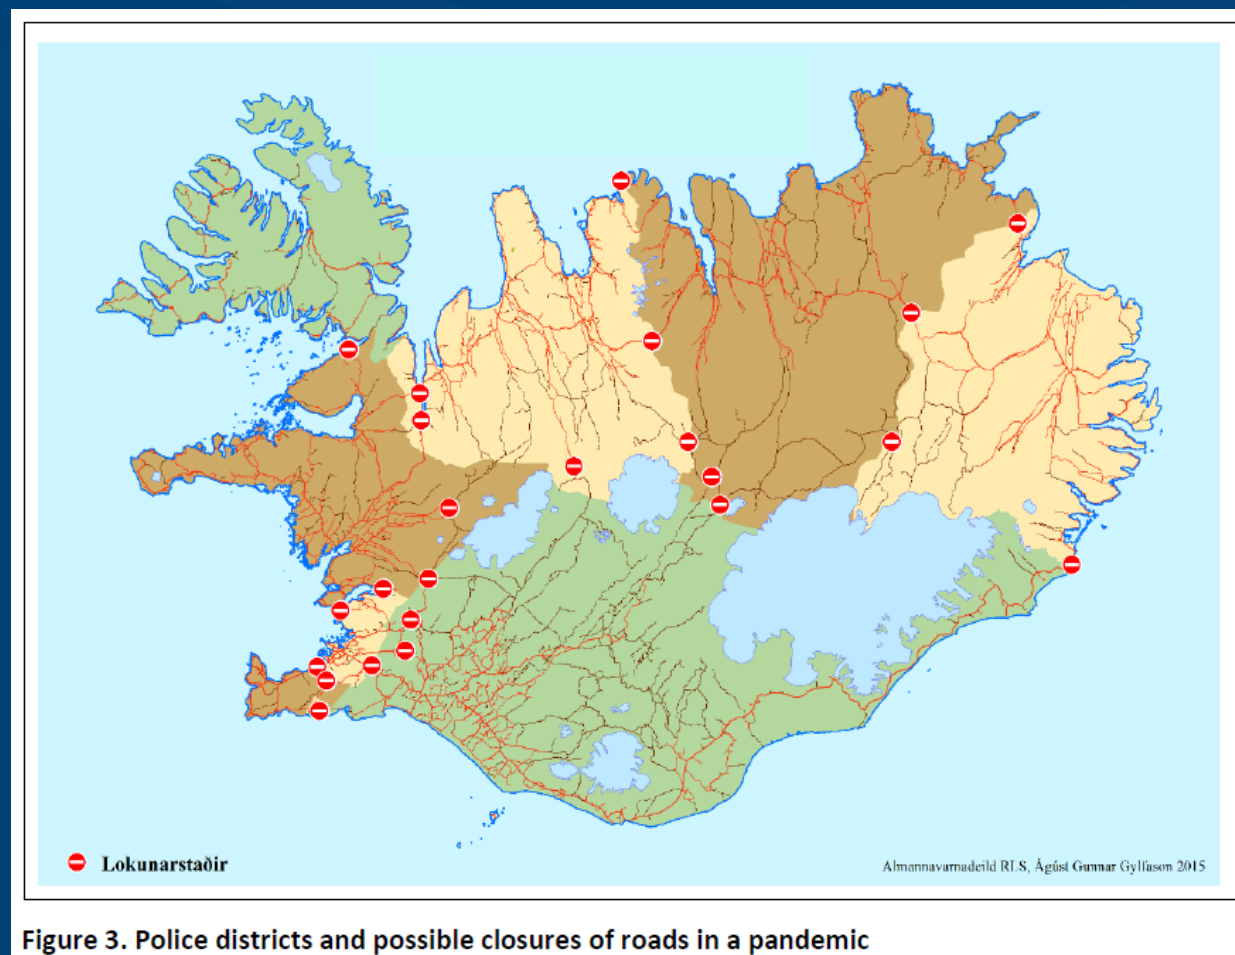 Lokunarstaðir
Almannavarnadeild RLS, Ágúst Gunnar Gylfason 2015
Figure 3. Police districts and possible closures of roads in a pandemic